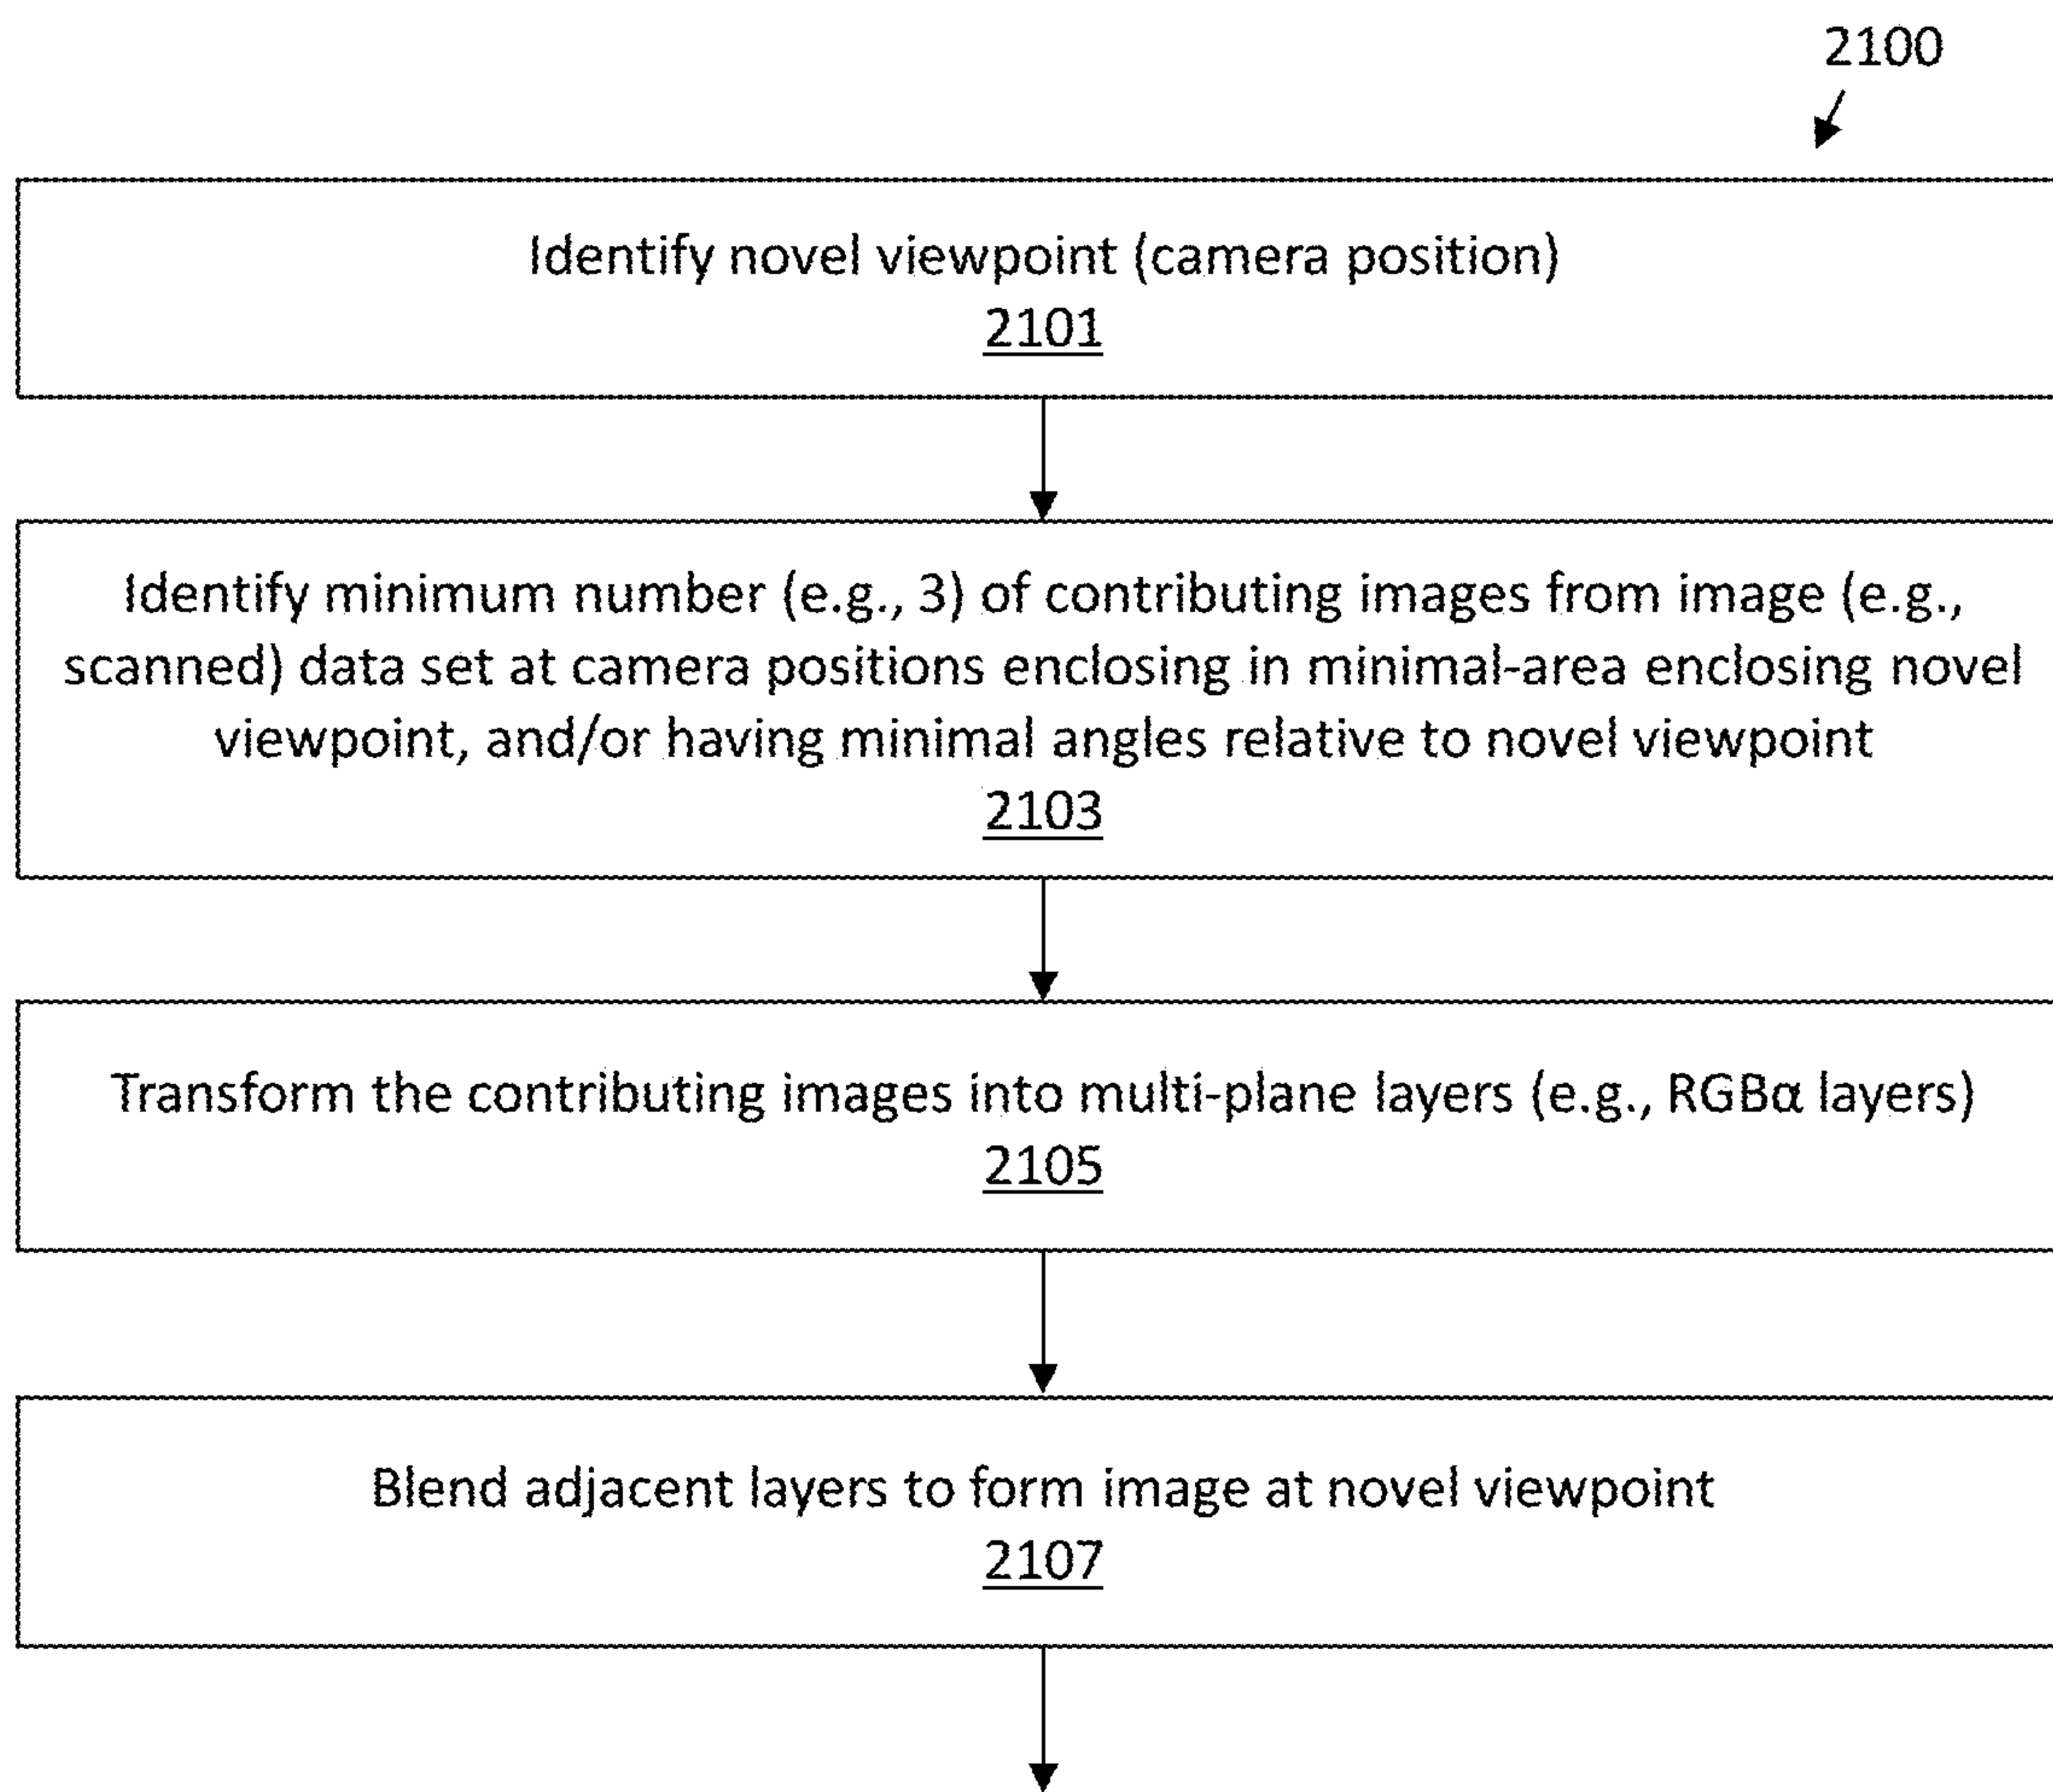 2100
Identify novel viewpoint (camera position)
2101
Identify minimum number (e.g., 3) of contributing images from image (e.g.,
scanned) data set at camera positions enclosing in minimal-area enclosing novel
viewpoint, and/or having minimal angles relative to novel viewpoint
2103
Transform the contributing images into multi-plane layers (e.g., RGBα layers)
2105
Blend adjacent layers to form image at novel viewpoint
2107